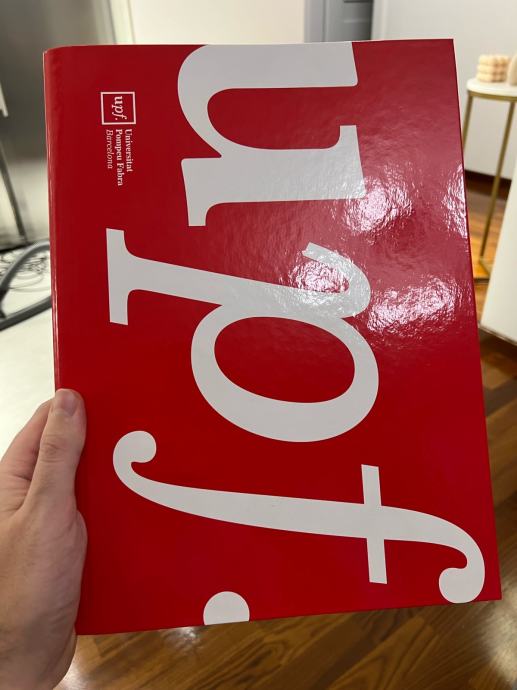 upf.
Universitat
Pompeu Fabra
Barcelona
upf.